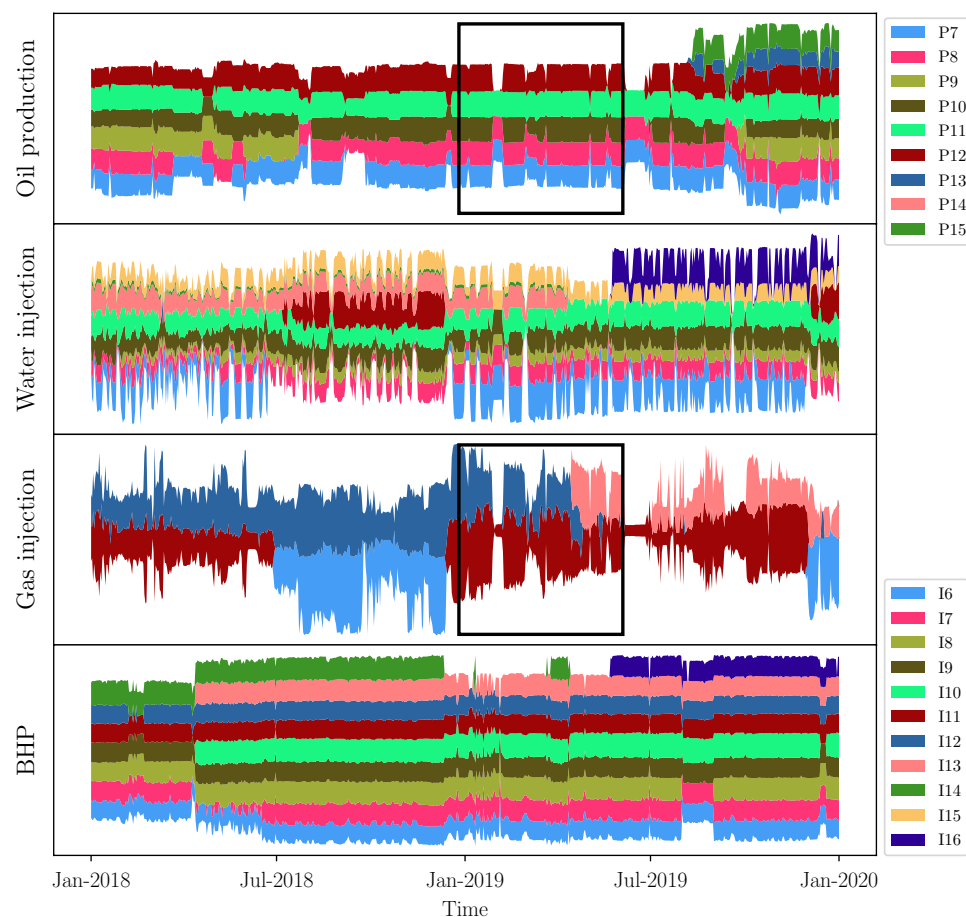 Oil production
P7
P8
P9
P10
P11
P12
P13
P14
P15
Water injection
Gas injection
BHP
I6
I7
I8
I9
I10
I11
I12
I13
I14
I15
I16
Jan-2018
Jul-2018
Jan-2019
Jul-2019
Jan-2020
Time